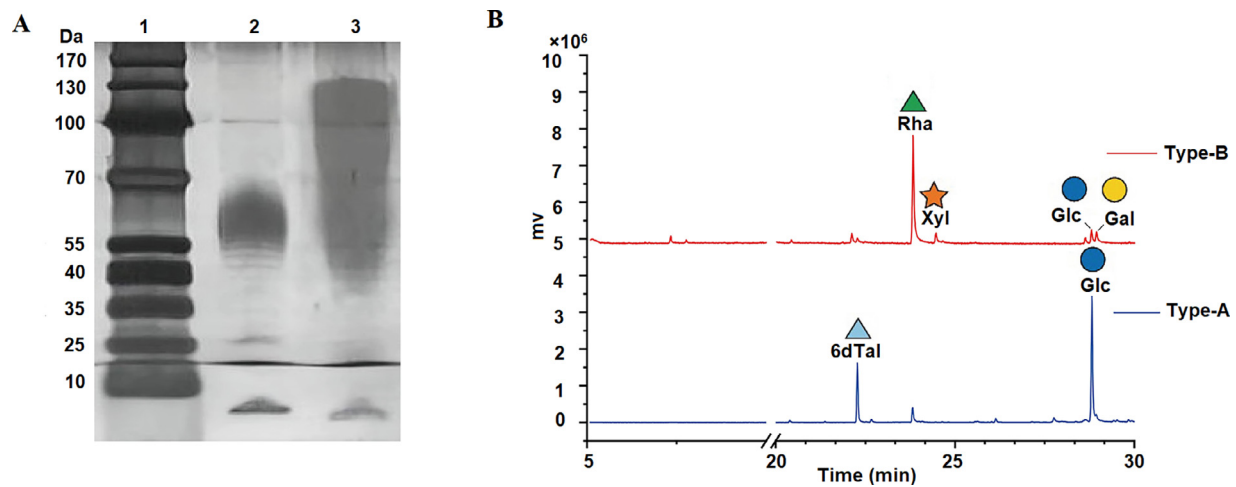 A
1 2 3
Da
170
130
100
70
55
40
35
25
10
B
×10⁶
10
9
8
7
6
5
4
3
2
1
0
mv
Rha
Xyl
Glc Gal
Type-B
Glc
6dTal
Type-A
5 20 25 30
Time (min)